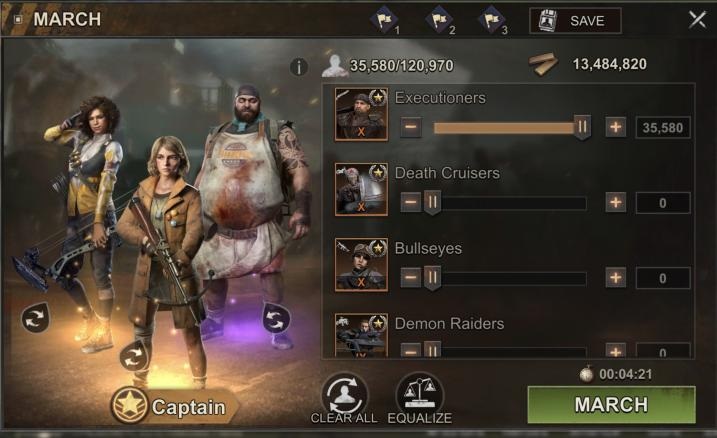 MARCH
1
2
3
SAVE
i
35,580/120,970
13,484,820
Executioners
X
35,580
Death Cruisers
X
0
Bullseyes
X
0
Demon Raiders
0
00:04:21
Captain
CLEAR ALL
EQUALIZE
MARCH